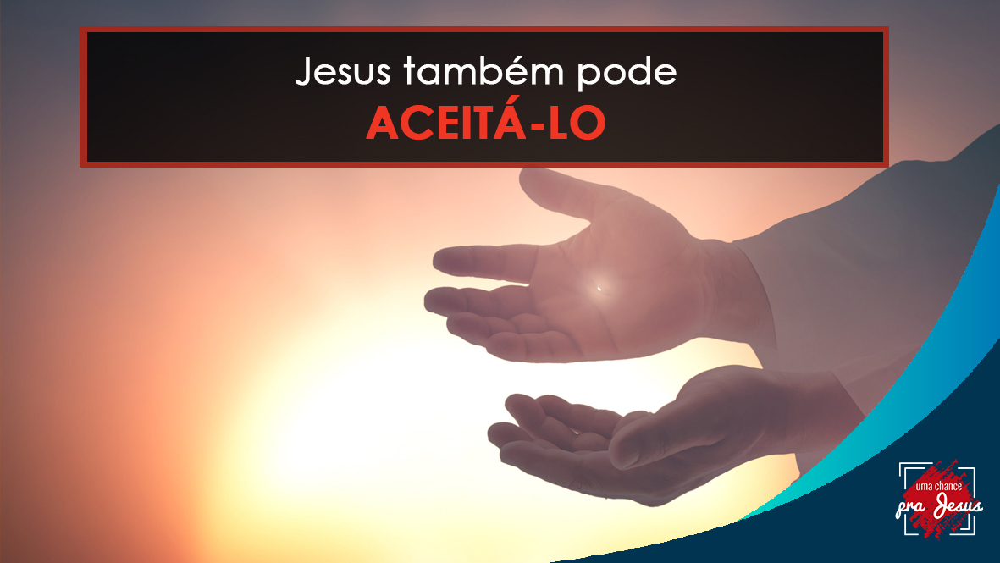 Jesus também pode
ACEITÁ-LO
uma chance
pra Jesus